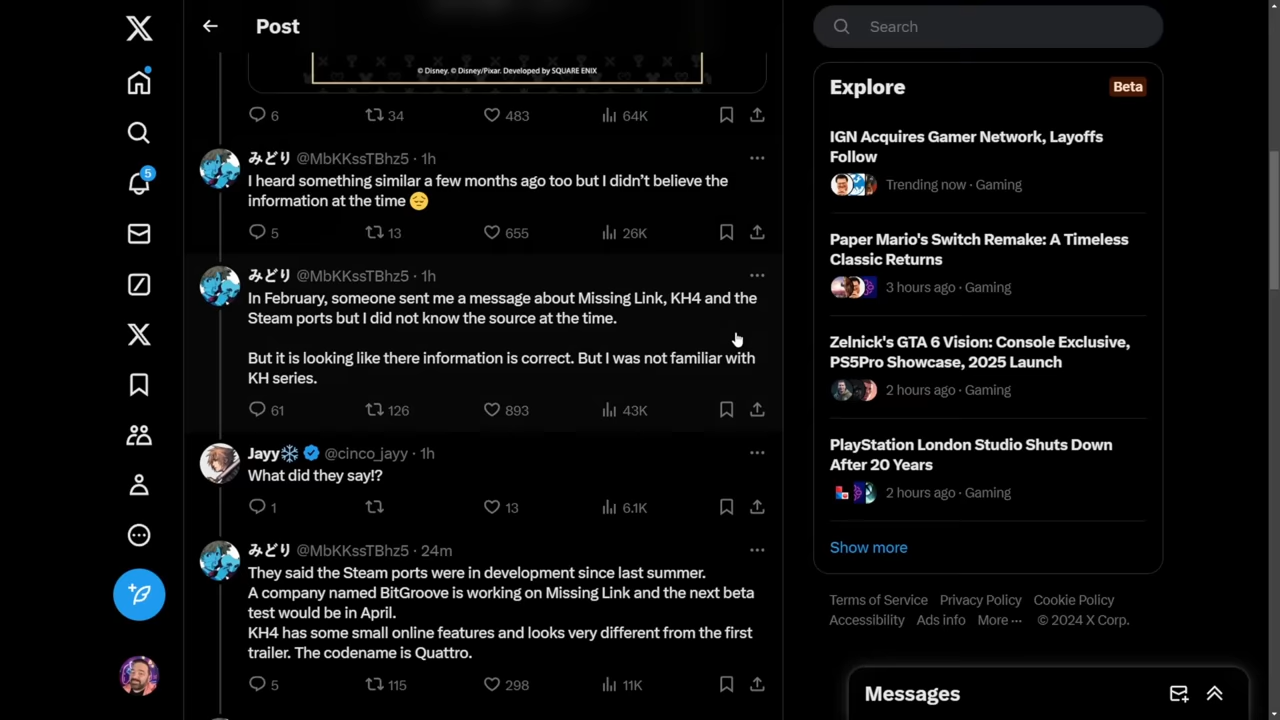 Post
© Disney. © Disney/Pixar. Developed by SQUARE ENIX
6 34 483 64K
みどり @MbKKssTBhz5 · 1h
I heard something similar a few months ago too but I didn't believe the
information at the time 😔
5 13 655 26K
みどり @MbKKssTBhz5 · 1h
In February, someone sent me a message about Missing Link, KH4 and the
Steam ports but I did not know the source at the time.
But it is looking like there information is correct. But I was not familiar with
KH series.
61 126 893 43K
Jayy❄️ @cinco_jayy · 1h
What did they say!?
1 13 6.1K
みどり @MbKKssTBhz5 · 24m
They said the Steam ports were in development since last summer.
A company named BitGroove is working on Missing Link and the next beta
test would be in April.
KH4 has some small online features and looks very different from the first
trailer. The codename is Quattro.
5 115 298 11K
5
Search
Explore Beta
IGN Acquires Gamer Network, Layoffs
Follow
Trending now · Gaming
Paper Mario's Switch Remake: A Timeless
Classic Returns
3 hours ago · Gaming
Zelnick's GTA 6 Vision: Console Exclusive,
PS5Pro Showcase, 2025 Launch
2 hours ago · Gaming
PlayStation London Studio Shuts Down
After 20 Years
2 hours ago · Gaming
Show more
Terms of Service Privacy Policy Cookie Policy
Accessibility Ads info More ··· © 2024 X Corp.
Messages